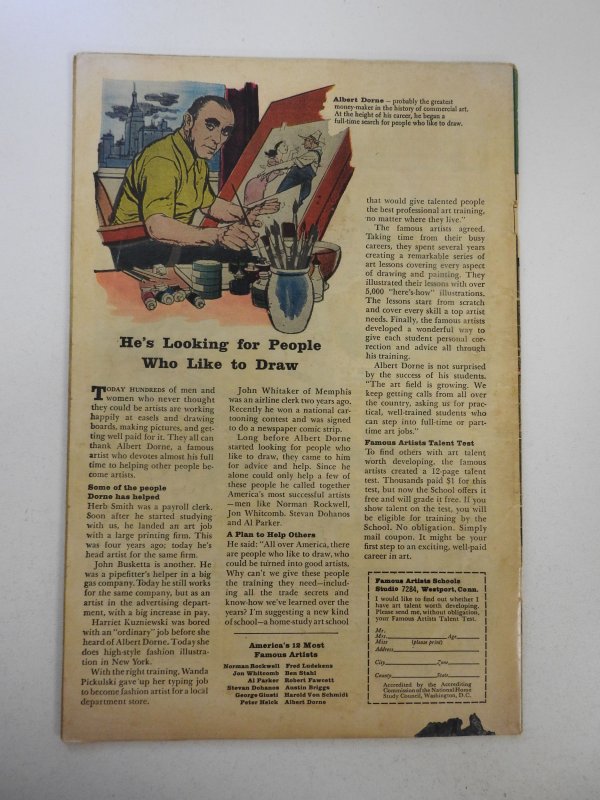 Albert Dorne – probably the greatest
money-maker in the history of commercial art.
At the height of his career, he began a
full-time search for people who like to draw.
He's Looking for People
Who Like to Draw
TODAY HUNDREDS of men and
women who never thought
they could be artists are working
happily at easels and drawing
boards, making pictures, and get-
ting well paid for it. They all can
thank Albert Dorne, a famous
artist who devotes almost his full
time to helping other people be-
come artists.
Some of the people
Dorne has helped
Herb Smith was a payroll clerk.
Soon after he started studying
with us, he landed an art job
with a large printing firm. This
was four years ago; today he's
head artist for the same firm.
John Busketta is another. He
was a pipefitter's helper in a big
gas company. Today he still works
for the same company, but as an
artist in the advertising depart-
ment, with a big increase in pay.
Harriet Kuzniewski was bored
with an "ordinary" job before she
heard of Albert Dorne. Today she
does high-style fashion illustra-
tion in New York.
With the right training, Wanda
Pickulski gave up her typing job
to become fashion artist for a local
department store.
John Whitaker of Memphis
was an airline clerk two years ago.
Recently he won a national car-
tooning contest and was signed
to do a newspaper comic strip.
Long before Albert Dorne
started looking for people who
like to draw, they came to him
for advice and help. Since he
alone could only help a few of
these people he called together
America's most successful artists
—men like Norman Rockwell,
Jon Whitcomb, Stevan Dohanos
and Al Parker.
A Plan to Help Others
He said: "All over America, there
are people who like to draw, who
could be turned into good artists.
Why can't we give these people
the training they need—includ-
ing all the trade secrets and
know-how we've learned over the
years? I'm suggesting a new kind
of school—a home-study art school
America's 12 Most
Famous Artists
Norman Rockwell Fred Ludekens
Jon Whitcomb Ben Stahl
Al Parker Robert Fawcett
Stevan Dohanos Austin Briggs
George Giusti Harold Von Schmidt
Peter Helck Albert Dorne
that would give talented people
the best professional art training,
no matter where they live."
The famous artists agreed.
Taking time from their busy
careers, they spent several years
creating a remarkable series of
art lessons covering every aspect
of drawing and painting. They
illustrated their lessons with over
5,000 "here's-how" illustrations.
The lessons start from scratch
and cover every skill a top artist
needs. Finally, the famous artists
developed a wonderful way to
give each student personal cor-
rection and advice all through
his training.
Albert Dorne is not surprised
by the success of his students.
"The art field is growing. We
keep getting calls from all over
the country, asking us for prac-
tical, well-trained students who
can step into full-time or part-
time art jobs."
Famous Artists Talent Test
To find others with art talent
worth developing, the famous
artists created a 12-page talent
test. Thousands paid $1 for this
test, but now the School offers it
free and will grade it free. If you
show talent on the test, you will
be eligible for training by the
School. No obligation. Simply
mail coupon. It might be your
first step to an exciting, well-paid
career in art.
Famous Artists Schools
Studio 7284, Westport, Conn.
I would like to find out whether I
have art talent worth developing.
Please send me, without obligation,
your Famous Artists Talent Test.
Mr.
Mrs. Age
Miss (please print)
Address
City Zone
County State
Accredited by the Accrediting
Commission of the National Home
Study Council, Washington, D.C.